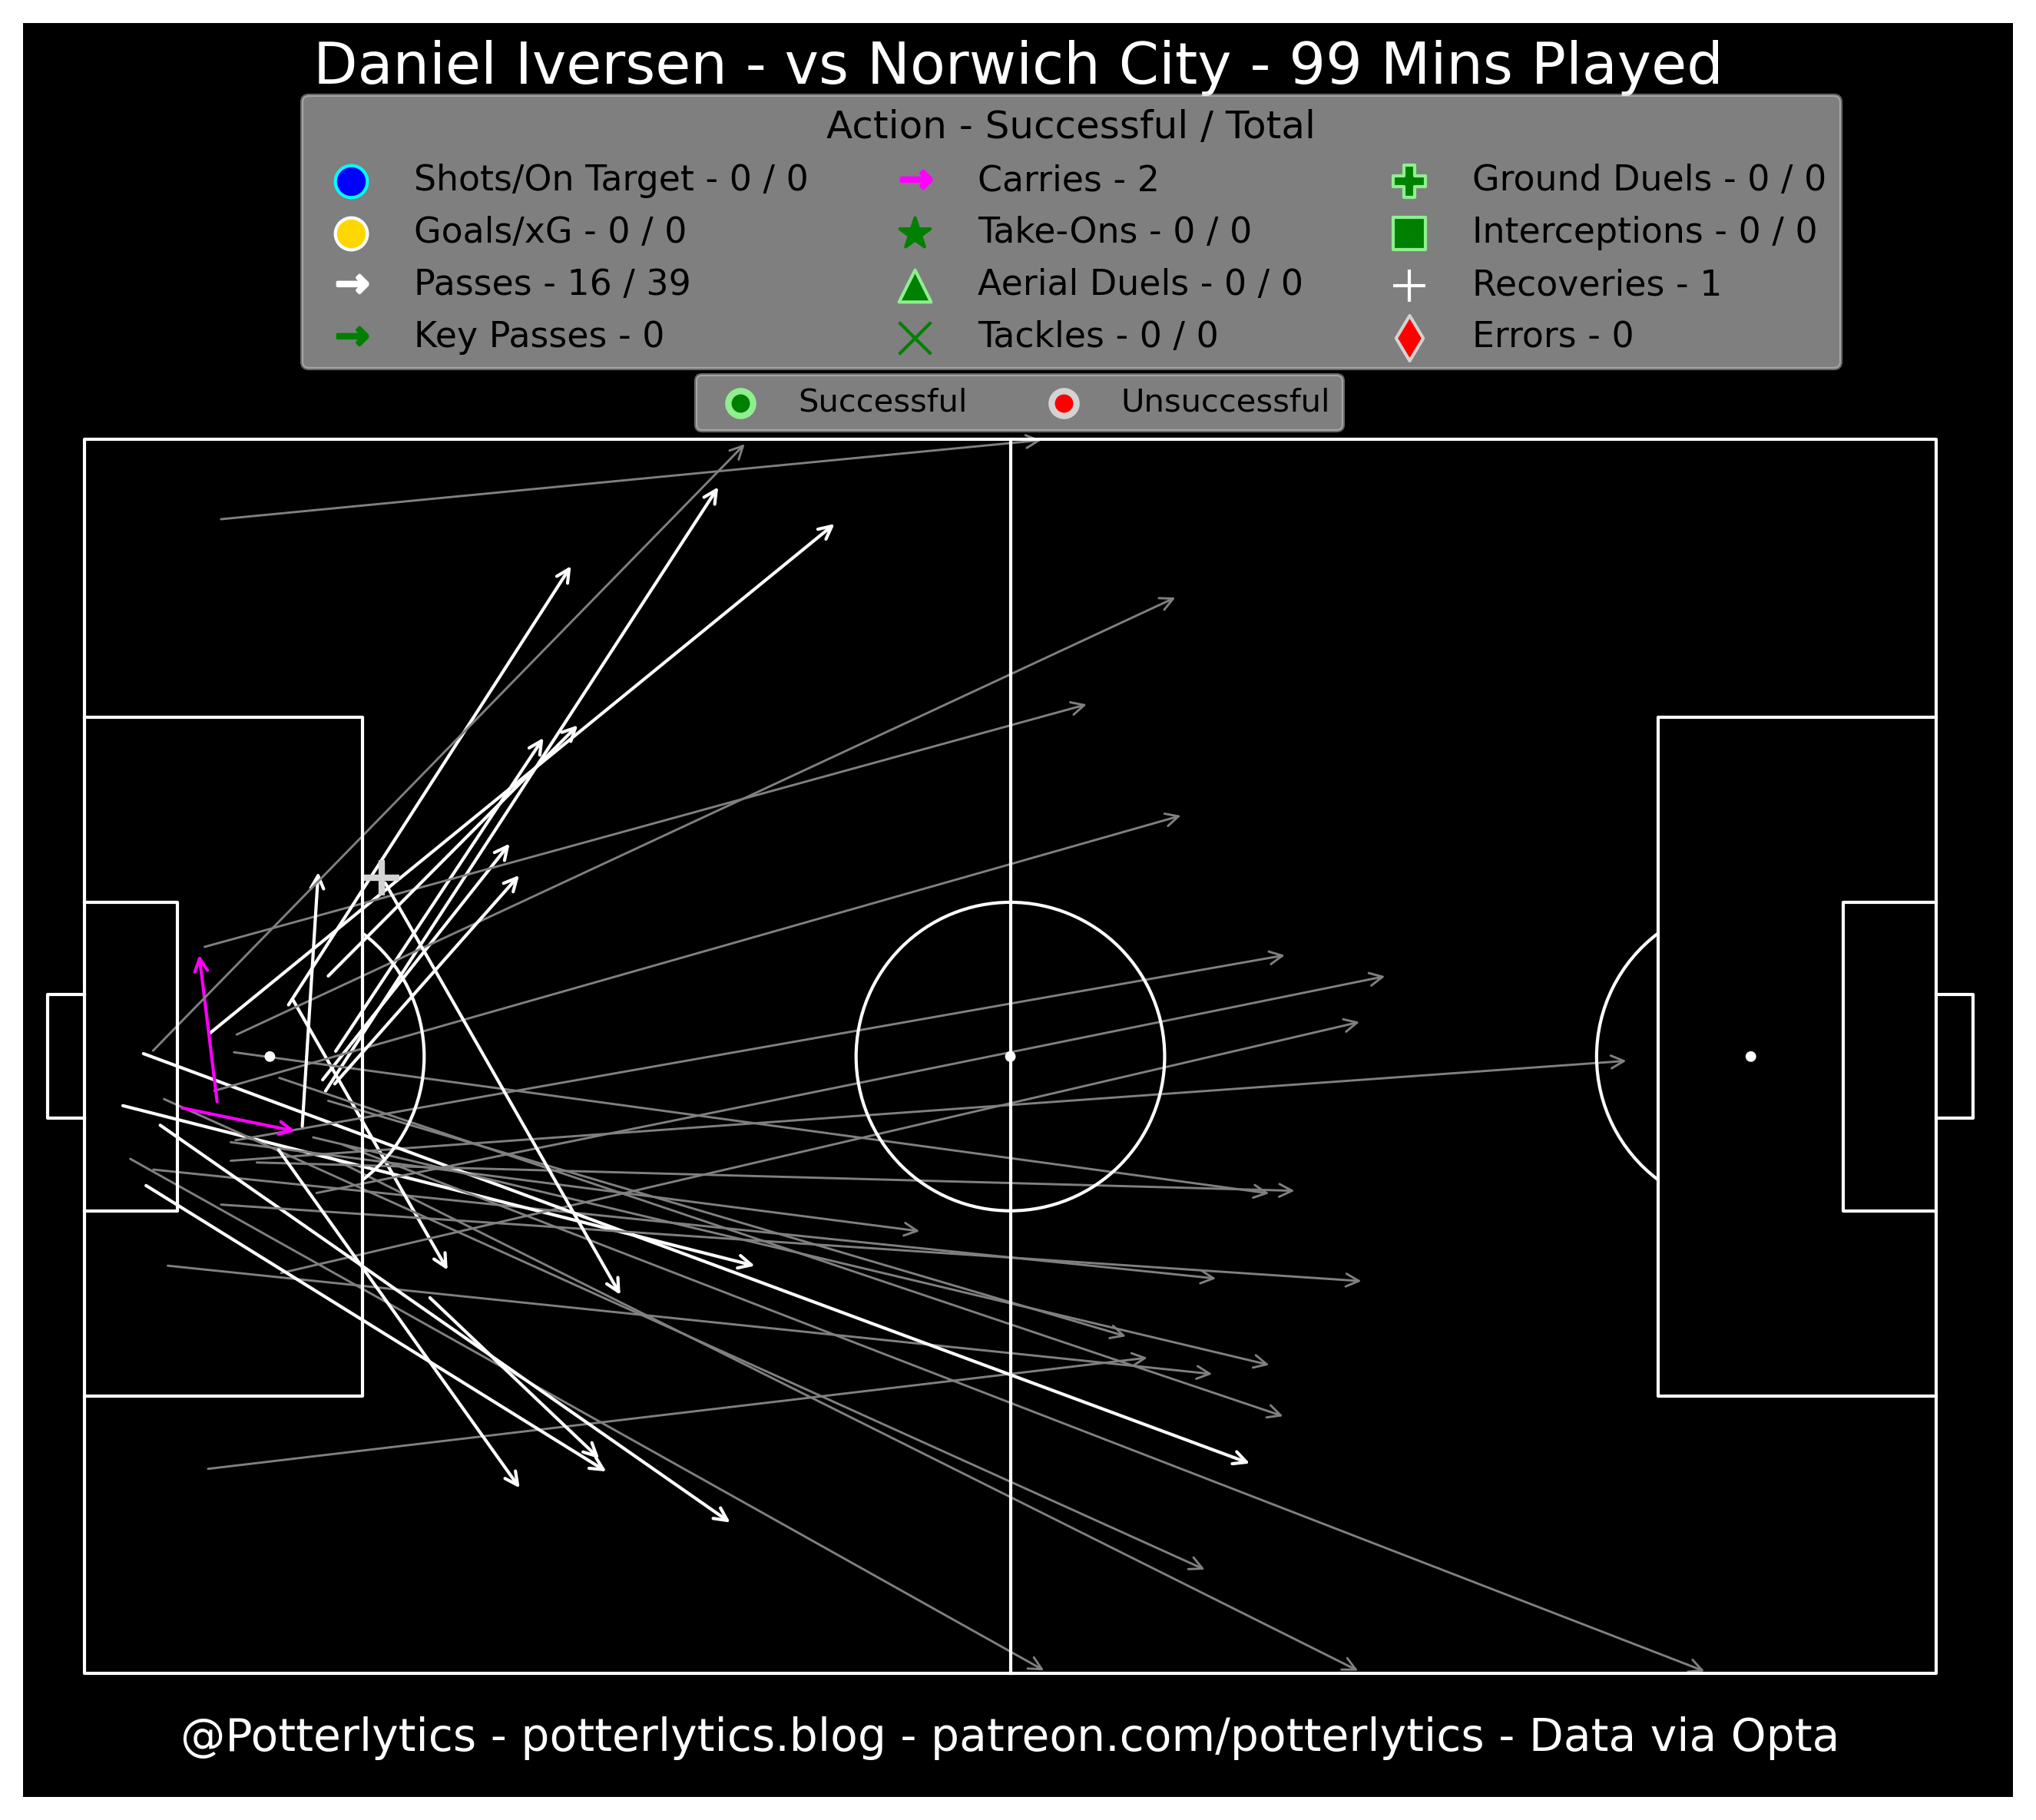 Daniel Iversen - vs Norwich City - 99 Mins Played
Action - Successful / Total
Shots/On Target - 0 / 0
Goals/xG - 0 / 0
Passes - 16 / 39
Key Passes - 0
Carries - 2
Take-Ons - 0 / 0
Aerial Duels - 0 / 0
Tackles - 0 / 0
Ground Duels - 0 / 0
Interceptions - 0 / 0
Recoveries - 1
Errors - 0
Successful
Unsuccessful
@Potterlytics - potterlytics.blog - patreon.com/potterlytics - Data via Opta